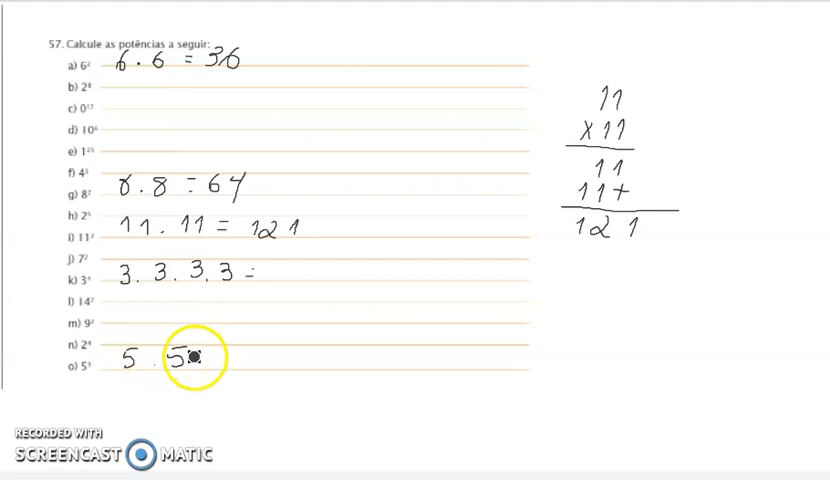 57. Calcule as potências a seguir:
a) 6² 6 . 6 = 36
b) 2⁸
c) 0¹⁷
d) 10⁶
e) 1²⁵
f) 4³
g) 8² 8 . 8 = 64
h) 2⁵
i) 11² 11 . 11 = 121
j) 7²
k) 3⁴ 3 . 3 . 3 . 3 =
l) 14²
m) 9²
n) 2⁴
o) 5³ 5 . 5
11
x 11
11
11+
121
RECORDED WITH
SCREENCAST MATIC